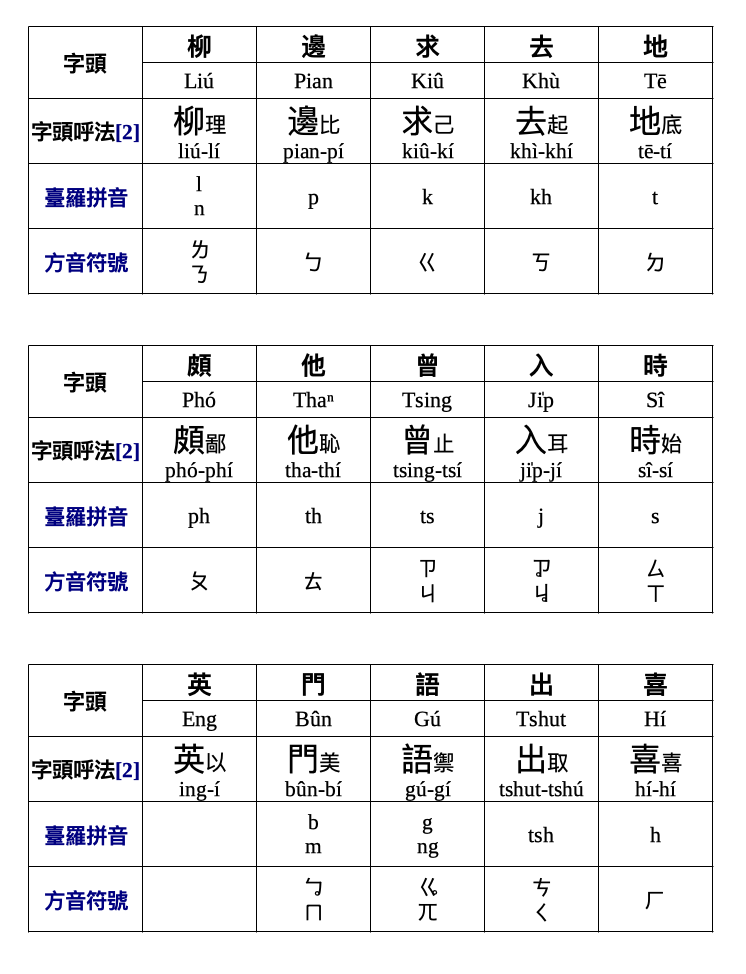 字頭 柳 邊 求 去 地
Liú Pian Kiû Khù Tē
字頭呼法[2] 柳理 邊比 求己 去起 地底
liú-lí pian-pí kiû-kí khì-khí tē-tí
臺羅拼音 l n p k kh t
方音符號 ㄌ ㄋ ㄅ ㄍ ㄎ ㄉ
字頭 頗 他 曾 入 時
Phó Thaⁿ Tsing Ji̍p Sî
字頭呼法[2] 頗鄙 他恥 曾止 入耳 時始
phó-phí tha-thí tsing-tsí ji̍p-jí sî-sí
臺羅拼音 ph th ts j s
方音符號 ㄆ ㄊ ㄗ ㄐ ㆡ ㆢ ㄙ ㄒ
字頭 英 門 語 出 喜
Eng Bûn Gú Tshut Hí
字頭呼法[2] 英以 門美 語禦 出取 喜喜
ing-í bûn-bí gú-gí tshut-tshú hí-hí
臺羅拼音 b m g ng tsh h
方音符號 ㆠ ㄇ ㆣ ㄫ ㄘ ㄑ ㄏ